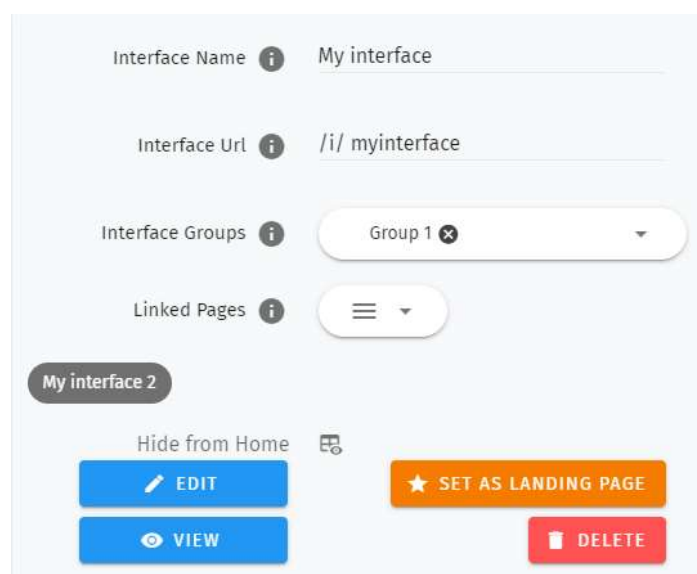 Interface Name My interface
Interface Url /i/ myinterface
Interface Groups Group 1
Linked Pages
My interface 2
Hide from Home
EDIT SET AS LANDING PAGE
VIEW DELETE